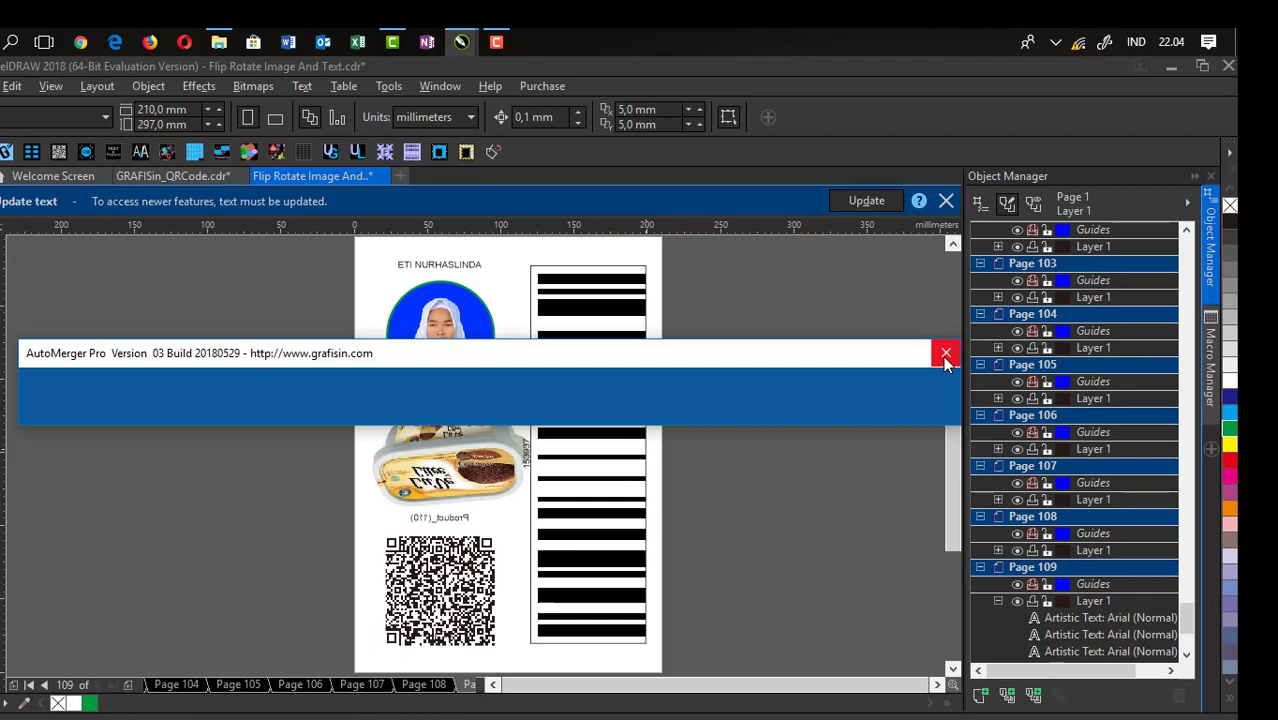 IND 22.04
elDRAW 2018 (64-Bit Evaluation Version) - Flip Rotate Image And Text.cdr*
Edit View Layout Object Effects Bitmaps Text Table Tools Window Help Purchase
210,0 mm
297,0 mm
Units: millimeters
0,1 mm
5,0 mm
5,0 mm
Welcome Screen GRAFISin_QRCode.cdr* Flip Rotate Image And..*
Update text - To access newer features, text must be updated. Update
200 150 100 50 0 50 100 150 200 250 300 350 millimeters
ETI NURHASLINDA
AutoMerger Pro Version 03 Build 20180529 - http://www.grafisin.com
153937
Product_(110)
109 of
Page 104 Page 105 Page 106 Page 107 Page 108 Pa
Object Manager
Page 1
Layer 1
Guides
Layer 1
Page 103
Guides
Layer 1
Page 104
Guides
Layer 1
Page 105
Guides
Layer 1
Page 106
Guides
Layer 1
Page 107
Guides
Layer 1
Page 108
Guides
Layer 1
Page 109
Guides
Layer 1
Artistic Text: Arial (Normal)
Artistic Text: Arial (Normal)
Artistic Text: Arial (Normal)
Object Manager
Macro Manager